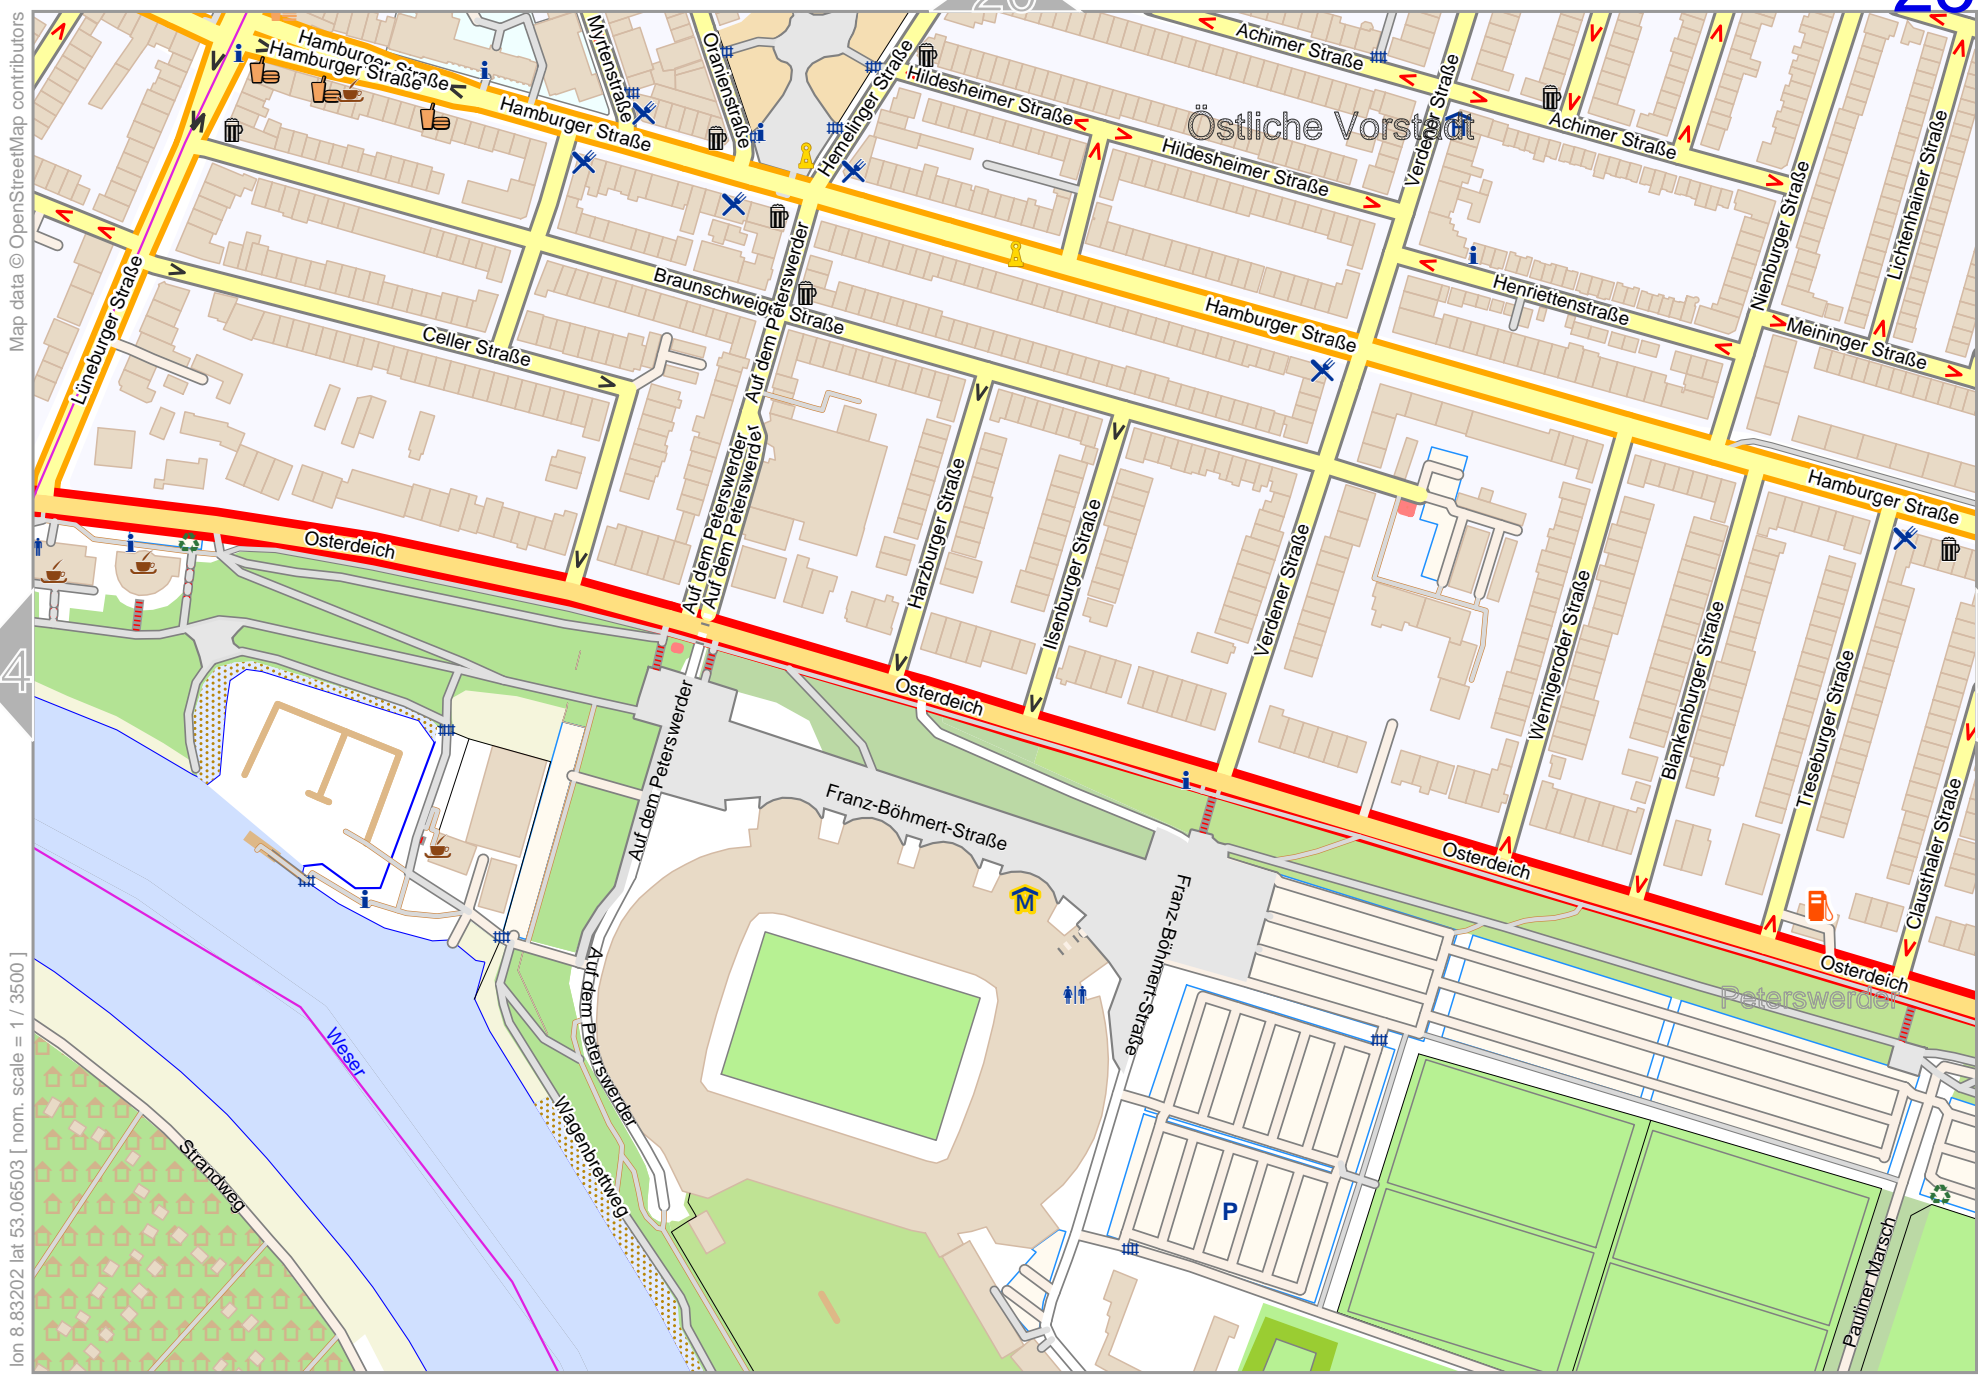 Map data © OpenStreetMap contributors
lon 8.83202 lat 53.06503 [ nom. scale = 1 / 3500 ]
4
Hamburger Straße
Hamburger Straße
Hamburger Straße
Myrtenstraße
Oranienstraße
Hemelinger Straße
Hildesheimer Straße
Hildesheimer Straße
Achimer Straße
Achimer Straße
Östliche Vorstadt
H
Verdener Straße
Nienburger Straße
Lichtenhainer Straße
Henriettenstraße
Meininger Straße
Hamburger Straße
Hamburger Straße
Lüneburger Straße
Celler Straße
Braunschweiger Straße
Auf dem Peterswerder
Auf dem Peterswerder
Auf dem Peterswerder
Harzburger Straße
Ilsenburger Straße
Verdener Straße
Wernigeroder Straße
Blankenburger Straße
Treseburger Straße
Clausthaler Straße
Osterdeich
Osterdeich
Osterdeich
Osterdeich
Peterswerder
Auf dem Peterswerder
Franz-Böhmert-Straße
Franz-Böhmert-Straße
M
Auf dem Peterswerder
Wagenbrettweg
Weser
Strandweg
P
Pauliner Marsch